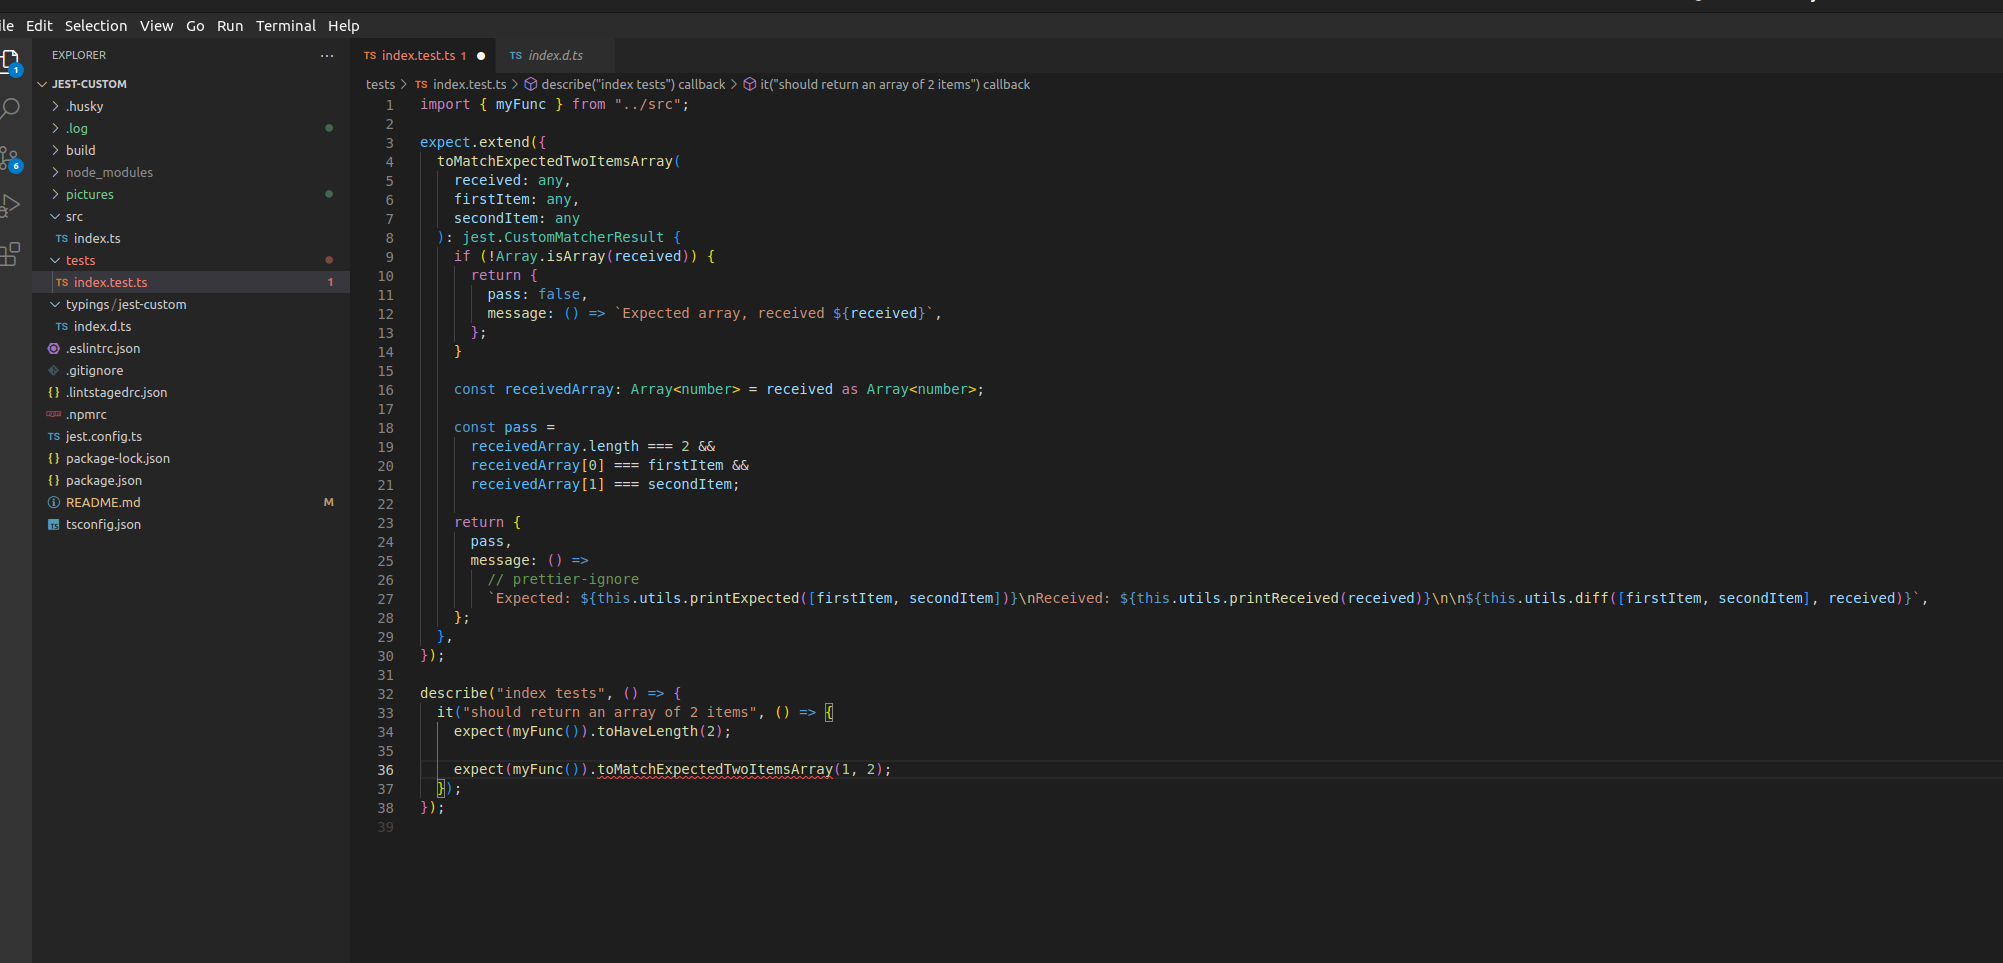 ile Edit Selection View Go Run Terminal Help
EXPLORER ···
JEST-CUSTOM
.husky
.log
build
node_modules
pictures
src
TS index.ts
tests
TS index.test.ts 1
typings/jest-custom
TS index.d.ts
.eslintrc.json
.gitignore
{} .lintstagedrc.json
.npmrc
TS jest.config.ts
{} package-lock.json
{} package.json
README.md M
tsconfig.json
1
6
TS index.test.ts 1 TS index.d.ts
tests > TS index.test.ts > describe("index tests") callback > it("should return an array of 2 items") callback
1 import { myFunc } from "../src";
2
3 expect.extend({
4 toMatchExpectedTwoItemsArray(
5 received: any,
6 firstItem: any,
7 secondItem: any
8 ): jest.CustomMatcherResult {
9 if (!Array.isArray(received)) {
10 return {
11 pass: false,
12 message: () => `Expected array, received ${received}`,
13 };
14 }
15
16 const receivedArray: Array<number> = received as Array<number>;
17
18 const pass =
19 receivedArray.length === 2 &&
20 receivedArray[0] === firstItem &&
21 receivedArray[1] === secondItem;
22
23 return {
24 pass,
25 message: () =>
26 // prettier-ignore
27 `Expected: ${this.utils.printExpected([firstItem, secondItem])}\nReceived: ${this.utils.printReceived(received)}\n\n${this.utils.diff([firstItem, secondItem], received)}`,
28 };
29 },
30 });
31
32 describe("index tests", () => {
33 it("should return an array of 2 items", () => {
34 expect(myFunc()).toHaveLength(2);
35
36 expect(myFunc()).toMatchExpectedTwoItemsArray(1, 2);
37 });
38 });
39